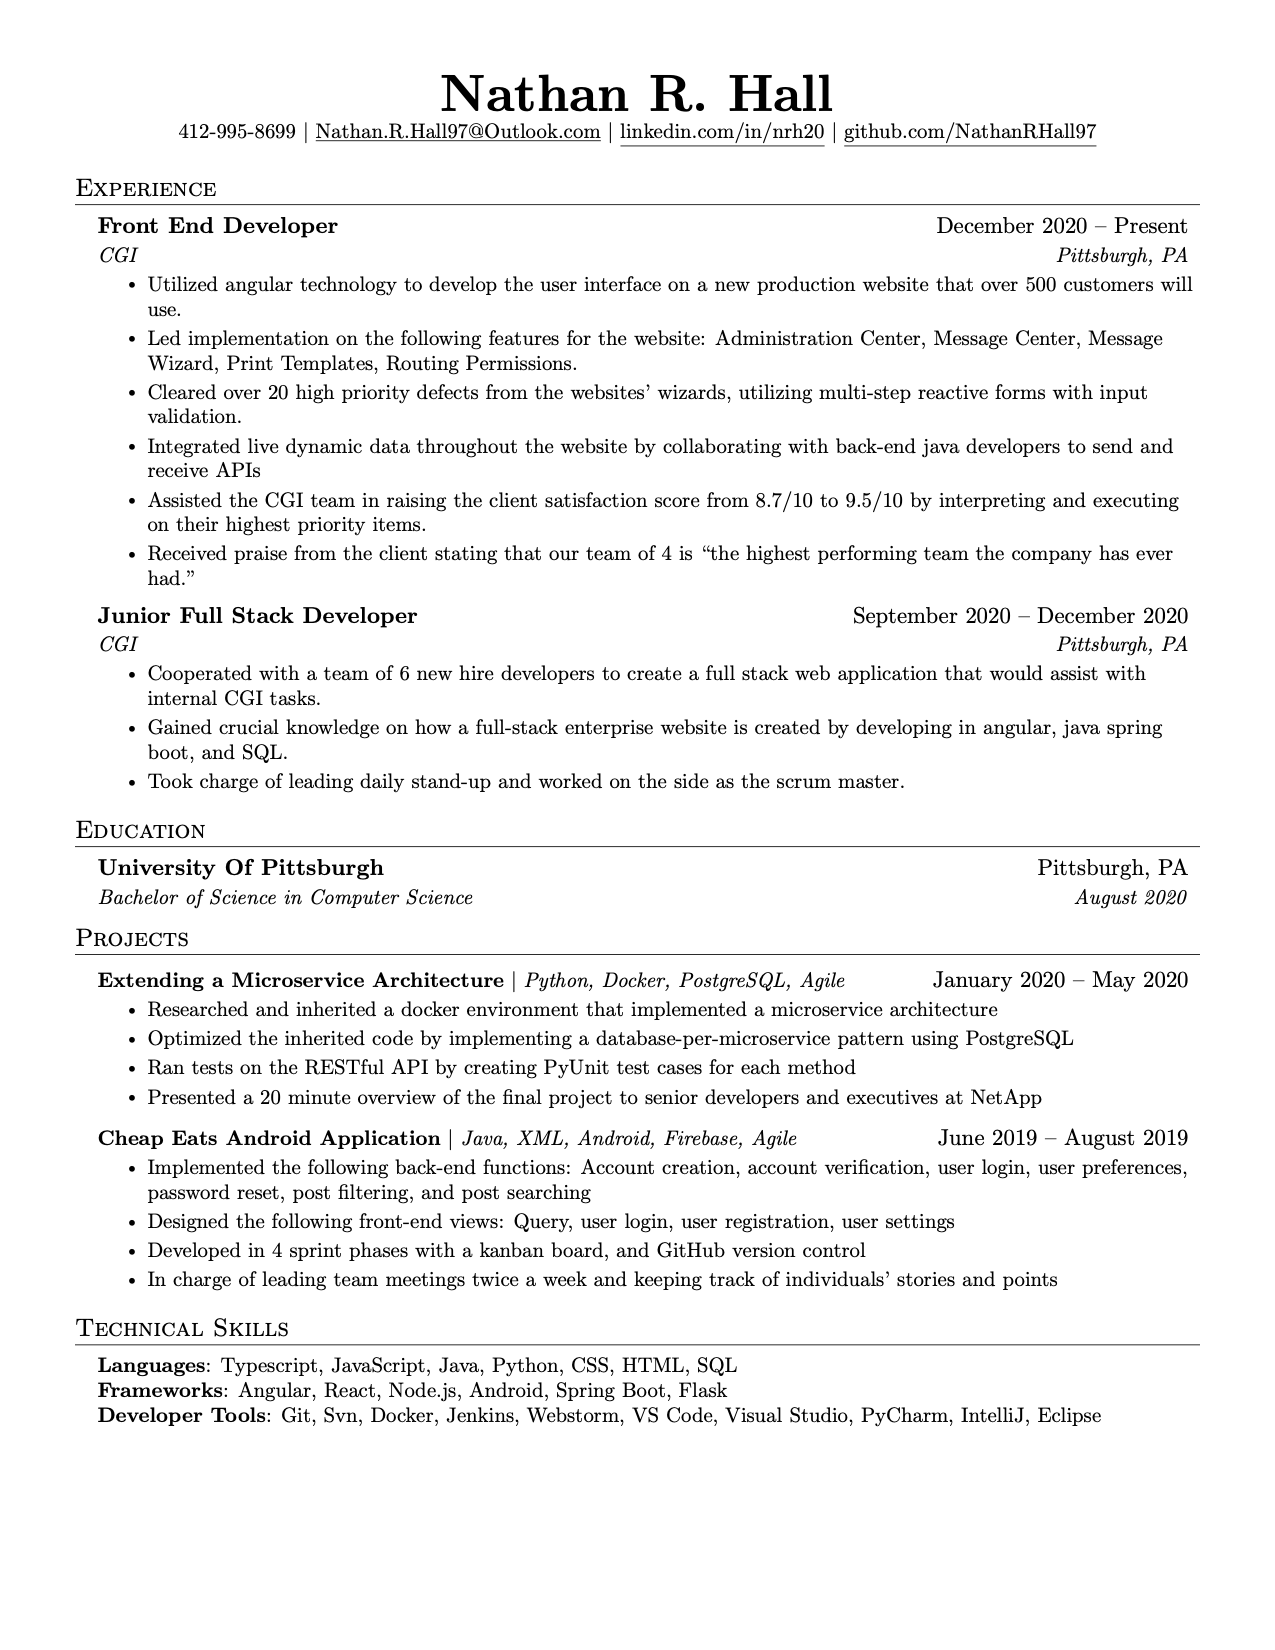 Nathan R. Hall
412-995-8699 | Nathan.R.Hall97@Outlook.com | linkedin.com/in/nrh20 | github.com/NathanRHall97
Experience
Front End Developer December 2020 – Present
CGI Pittsburgh, PA
• Utilized angular technology to develop the user interface on a new production website that over 500 customers will
use.
• Led implementation on the following features for the website: Administration Center, Message Center, Message
Wizard, Print Templates, Routing Permissions.
• Cleared over 20 high priority defects from the websites’ wizards, utilizing multi-step reactive forms with input
validation.
• Integrated live dynamic data throughout the website by collaborating with back-end java developers to send and
receive APIs
• Assisted the CGI team in raising the client satisfaction score from 8.7/10 to 9.5/10 by interpreting and executing
on their highest priority items.
• Received praise from the client stating that our team of 4 is “the highest performing team the company has ever
had.”
Junior Full Stack Developer September 2020 – December 2020
CGI Pittsburgh, PA
• Cooperated with a team of 6 new hire developers to create a full stack web application that would assist with
internal CGI tasks.
• Gained crucial knowledge on how a full-stack enterprise website is created by developing in angular, java spring
boot, and SQL.
• Took charge of leading daily stand-up and worked on the side as the scrum master.
Education
University Of Pittsburgh Pittsburgh, PA
Bachelor of Science in Computer Science August 2020
Projects
Extending a Microservice Architecture | Python, Docker, PostgreSQL, Agile January 2020 – May 2020
• Researched and inherited a docker environment that implemented a microservice architecture
• Optimized the inherited code by implementing a database-per-microservice pattern using PostgreSQL
• Ran tests on the RESTful API by creating PyUnit test cases for each method
• Presented a 20 minute overview of the final project to senior developers and executives at NetApp
Cheap Eats Android Application | Java, XML, Android, Firebase, Agile June 2019 – August 2019
• Implemented the following back-end functions: Account creation, account verification, user login, user preferences,
password reset, post filtering, and post searching
• Designed the following front-end views: Query, user login, user registration, user settings
• Developed in 4 sprint phases with a kanban board, and GitHub version control
• In charge of leading team meetings twice a week and keeping track of individuals’ stories and points
Technical Skills
Languages: Typescript, JavaScript, Java, Python, CSS, HTML, SQL
Frameworks: Angular, React, Node.js, Android, Spring Boot, Flask
Developer Tools: Git, Svn, Docker, Jenkins, Webstorm, VS Code, Visual Studio, PyCharm, IntelliJ, Eclipse